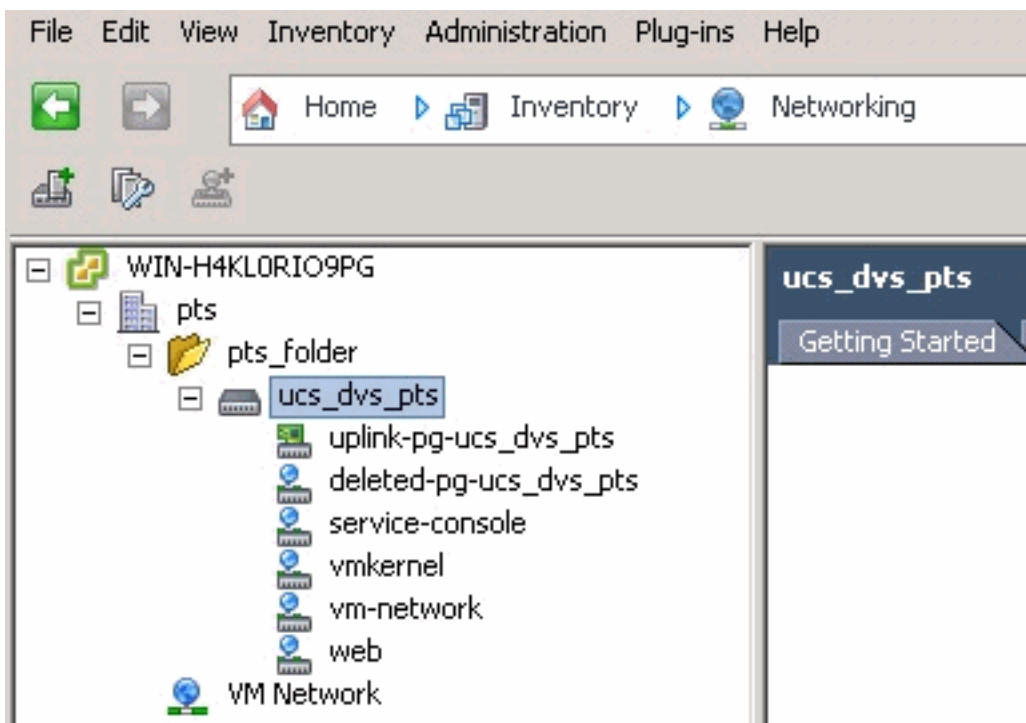 File Edit View Inventory Administration Plug-ins Help
Home Inventory Networking
WIN-H4KL0RIO9PG
pts
pts_folder
ucs_dvs_pts
uplink-pg-ucs_dvs_pts
deleted-pg-ucs_dvs_pts
service-console
vmkernel
vm-network
web
VM Network
ucs_dvs_pts
Getting Started